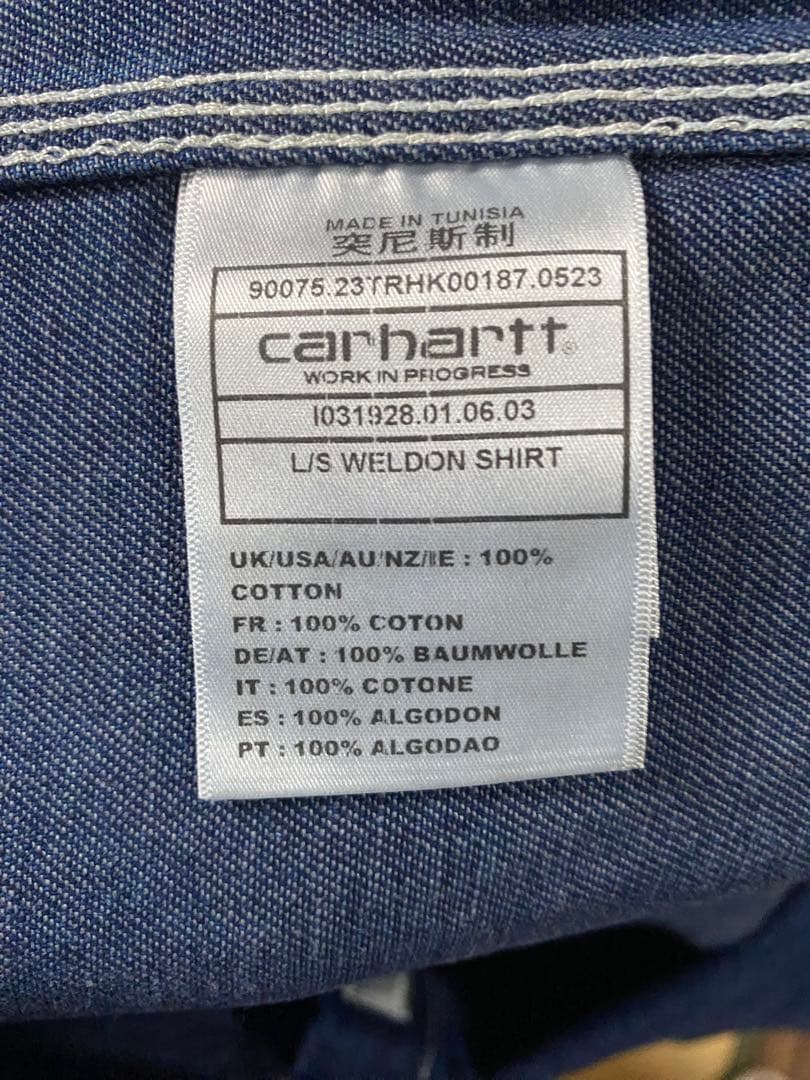 MADE IN TUNISIA
突尼斯制
90075.23TRHK00187.0523
carhartt®
WORK IN PROGRESS
I031928.01.06.03
L/S WELDON SHIRT
UK/USA/AU/NZ/IE : 100%
COTTON
FR : 100% COTON
DE/AT : 100% BAUMWOLLE
IT : 100% COTONE
ES : 100% ALGODON
PT : 100% ALGODAO